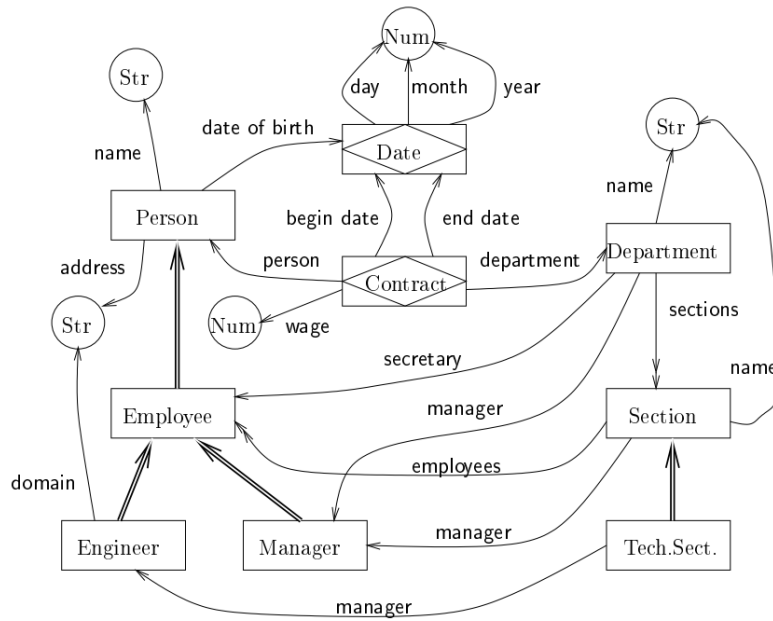 Num
Str
day
month
year
Str
date of birth
name
Date
name
Person
begin date
end date
Department
address
person
department
Contract
sections
Str
Num
wage
secretary
name
manager
Employee
Section
employees
domain
manager
Engineer
Manager
Tech.Sect.
manager